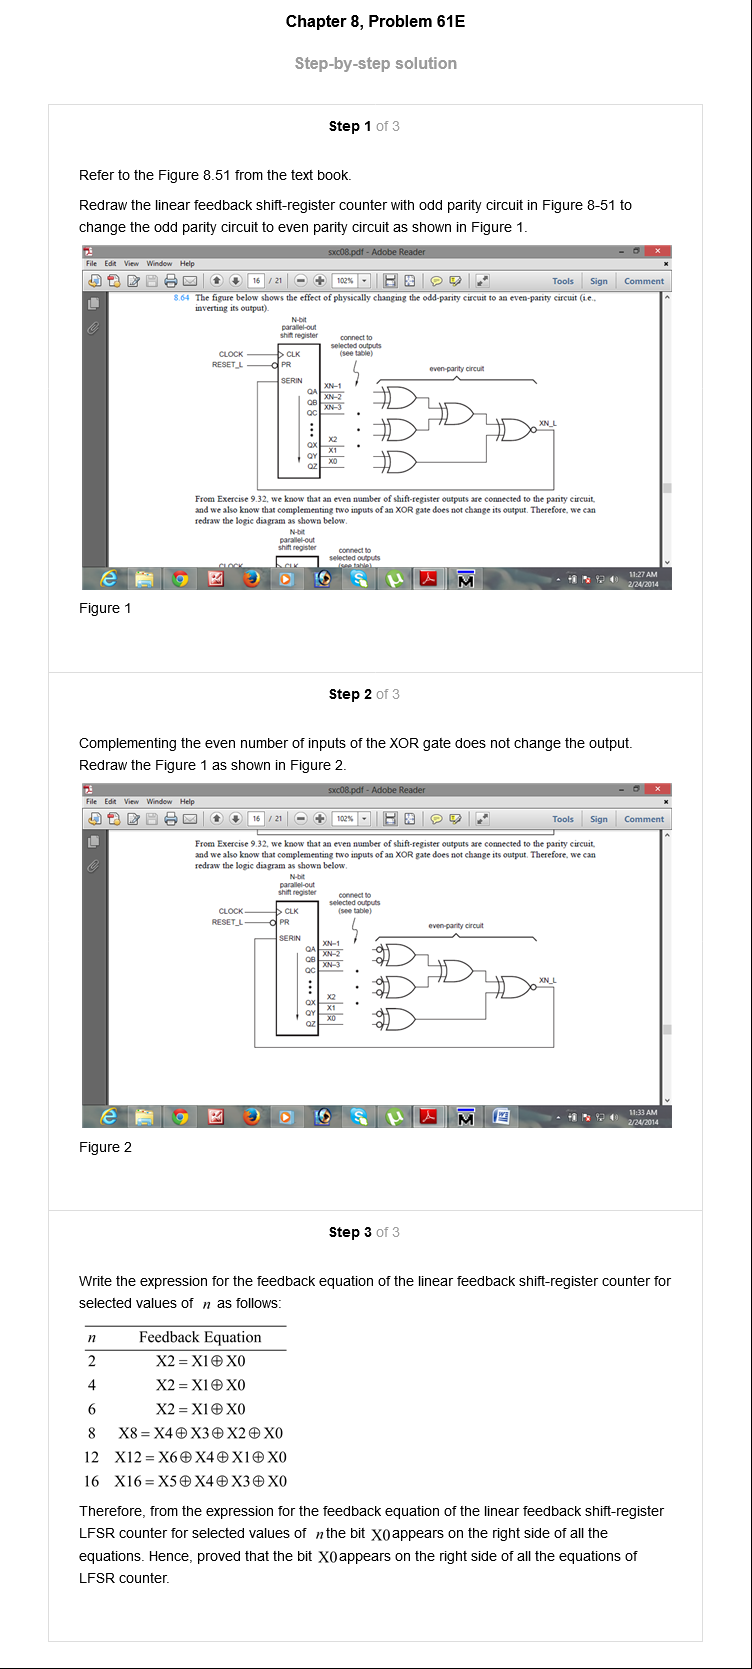 Chapter 8, Problem 61E
Step-by-step solution
Step 1 of 3
Refer to the Figure 8.51 from the text book.
Redraw the linear feedback shift-register counter with odd parity circuit in Figure 8-51 to
change the odd parity circuit to even parity circuit as shown in Figure 1.
sxc08.pdf - Adobe Reader
File Edit View Window Help
16 / 21 102% Tools Sign Comment
8.64 The figure below shows the effect of physically changing the odd-parity circuit to an even-parity circuit (i.e.,
inverting its output).
N-bit
parallel-out
shift register
connect to
selected outputs
(see table)
CLOCK
RESET_L
CLK
PR
SERIN
even-parity circuit
QA XN–1
QB XN–2
QC XN–3
XN_L
QX X2
QY X1
QZ X0
From Exercise 9.32, we know that an even number of shift-register outputs are connected to the parity circuit,
and we also know that complementing two inputs of an XOR gate does not change its output. Therefore, we can
redraw the logic diagram as shown below.
N-bit
parallel-out
shift register
connect to
selected outputs
(see table)
CLOCK
CLK
11:27 AM
2/24/2014
Figure 1
Step 2 of 3
Complementing the even number of inputs of the XOR gate does not change the output.
Redraw the Figure 1 as shown in Figure 2.
sxc08.pdf - Adobe Reader
File Edit View Window Help
16 / 21 102% Tools Sign Comment
From Exercise 9.32, we know that an even number of shift-register outputs are connected to the parity circuit,
and we also know that complementing two inputs of an XOR gate does not change its output. Therefore, we can
redraw the logic diagram as shown below.
N-bit
parallel-out
shift register
connect to
selected outputs
(see table)
CLOCK
RESET_L
CLK
PR
SERIN
even-parity circuit
QA XN–1
QB XN–2
QC XN–3
XN_L
QX X2
QY X1
QZ X0
11:33 AM
2/24/2014
Figure 2
Step 3 of 3
Write the expression for the feedback equation of the linear feedback shift-register counter for
selected values of n as follows:
n Feedback Equation
2 X2 = X1⊕X0
4 X2 = X1⊕X0
6 X2 = X1⊕X0
8 X8 = X4⊕X3⊕X2⊕X0
12 X12 = X6⊕X4⊕X1⊕X0
16 X16 = X5⊕X4⊕X3⊕X0
Therefore, from the expression for the feedback equation of the linear feedback shift-register
LFSR counter for selected values of n the bit X0 appears on the right side of all the
equations. Hence, proved that the bit X0 appears on the right side of all the equations of
LFSR counter.